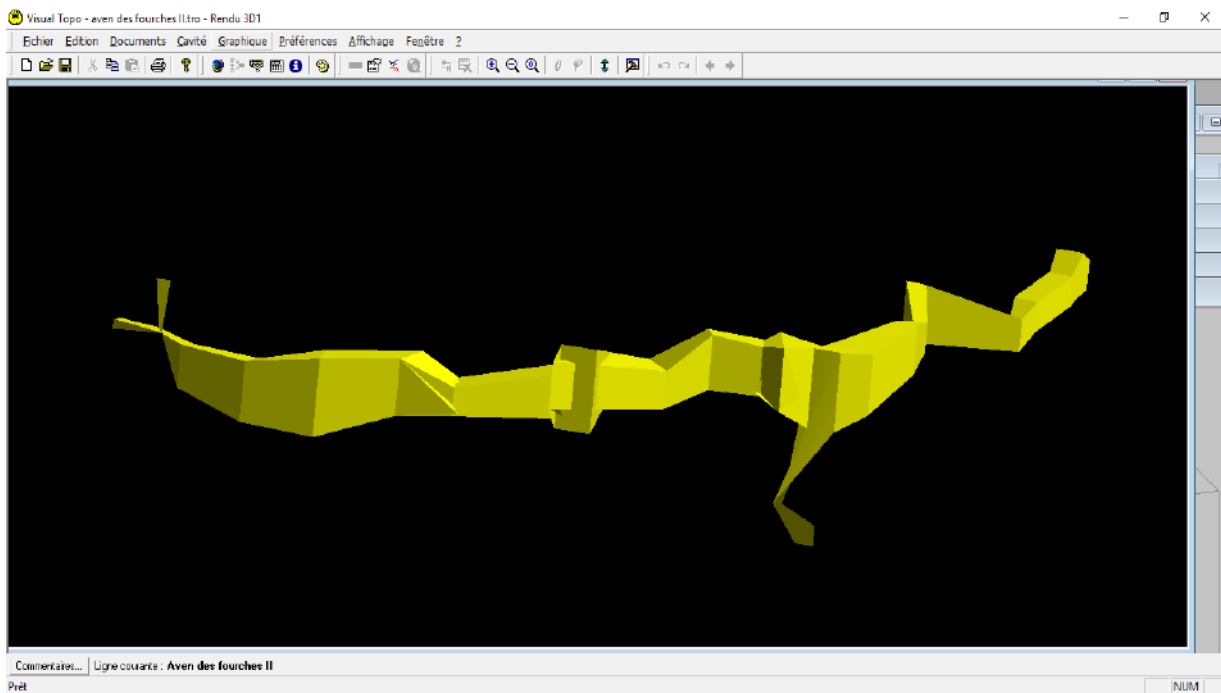 Visual Topo - aven des fourches II.tro - Rendu 3D1
Fichier Edition Documents Cavité Graphique Préférences Affichage Fenêtre ?
Commentaires... Ligne courante : Aven des fourches II
Prêt NUM